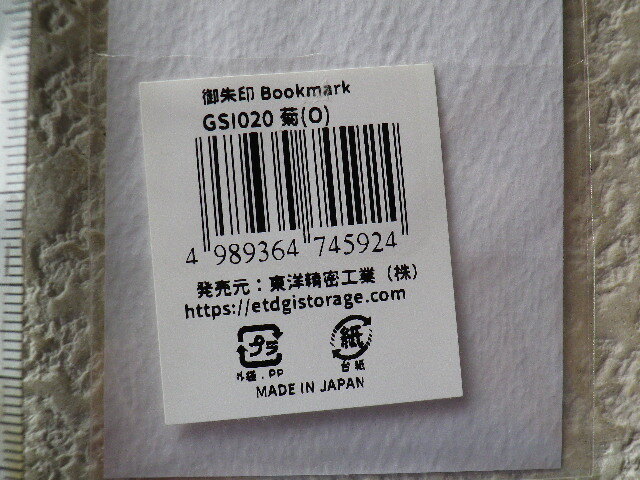 御朱印 Bookmark
GSI020 菊(O)
4 989364 745924
発売元：東洋精密工業（株）
https://etdgistorage.com
プラ 紙
外袋．PP 台紙
MADE IN JAPAN